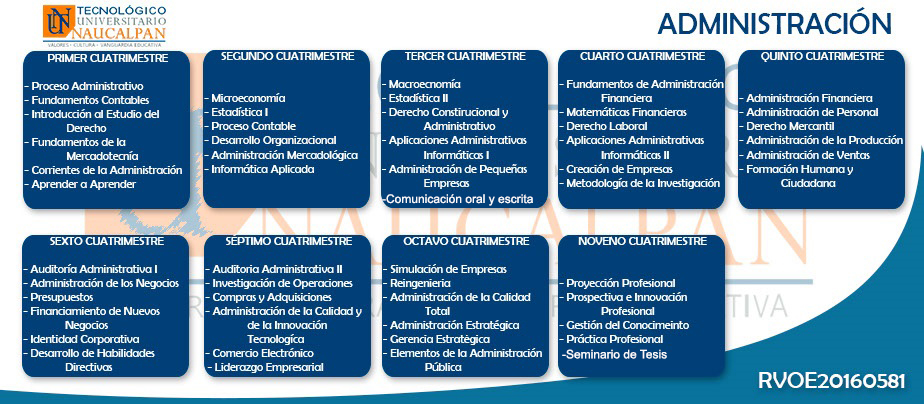 TECNOLÓGICO
UNIVERSITARIO
NAUCALPAN
VALORES - CULTURA - VANGUARDIA EDUCATIVA
ADMINISTRACIÓN
PRIMER CUATRIMESTRE
- Proceso Administrativo
- Fundamentos Contables
- Introducción al Estudio del
Derecho
- Fundamentos de la
Mercadotecnía
- Corrientes de la Administración
- Aprender a Aprender
SEGUNDO CUATRIMESTRE
- Microeconomía
- Estadística I
- Proceso Contable
- Desarrollo Organizacional
- Administración Mercadológica
- Informática Aplicada
TERCER CUATRIMESTRE
- Macroecnomía
- Estadística II
- Derecho Constirucional y
Administrativo
- Aplicaciones Administrativas
Informáticas I
- Administración de Pequeñas
Empresas
-Comunicación oral y escrita
CUARTO CUATRIMESTRE
- Fundamentos de Administración
Financiera
- Matemáticas Financieras
- Derecho Laboral
- Aplicaciones Administrativas
Informáticas II
- Creación de Empresas
- Metodología de la Investigación
QUINTO CUATRIMESTRE
- Administración Financiera
- Administración de Personal
- Derecho Mercantil
- Administración de la Producción
- Administración de Ventas
- Formación Humana y
Ciudadana
SEXTO CUATRIMESTRE
- Auditoría Administrativa I
- Administración de los Negocios
- Presupuestos
- Financiamiento de Nuevos
Negocios
- Identidad Corporativa
- Desarrollo de Habilidades
Directivas
SÉPTIMO CUATRIMESTRE
- Auditoria Administrativa II
- Investigación de Operaciones
- Compras y Adquisiciones
- Administración de la Calidad y
de la Innovación
Tecnologíca
- Comercio Electrónico
- Liderazgo Empresarial
OCTAVO CUATRIMESTRE
- Simulación de Empresas
- Reingenieria
- Administración de la Calidad
Total
- Administración Estratégica
- Gerencia Estratégica
- Elementos de la Administración
Pública
NOVENO CUATRIMESTRE
- Proyección Profesional
- Prospectiva e Innovación
Profesional
- Gestión del Conocimeinto
- Práctica Profesional
-Seminario de Tesis
NAUCALPAN
RVOE20160581